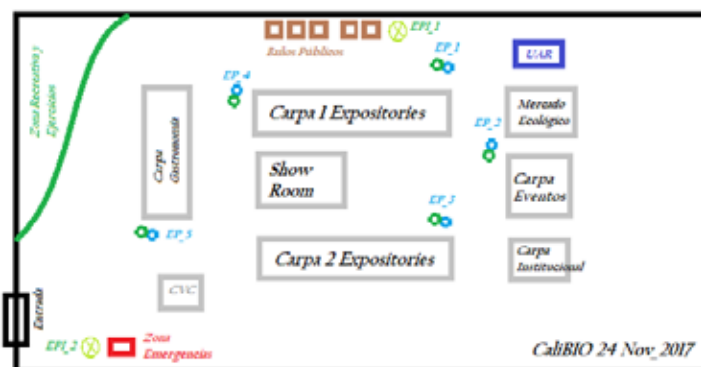 EPI_1
Baños Públicos
EP_1
UAR
Zona Recreativa y
Ejercicios
EP_4
Carpa 1 Expositories
Mercado
Ecológico
EP_2
Carpa
Gastronomía
Show
Room
Carpa
Eventos
EP_3
EP_5
Carpa 2 Expositories
Carpa
Institucional
CVC
Entrada
EPI_2
Zona
Emergencias
CaliBIO 24 Nov_2017